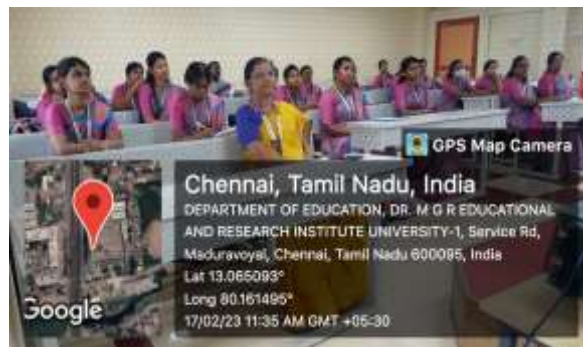 GPS Map Camera
Chennai, Tamil Nadu, India
DEPARTMENT OF EDUCATION, DR. M G R EDUCATIONAL
AND RESEARCH INSTITUTE UNIVERSITY-1, Service Rd,
Maduravoyal, Chennai, Tamil Nadu 600095, India
Lat 13.065093°
Long 80.161495°
17/02/23 11:35 AM GMT +05:30
Google